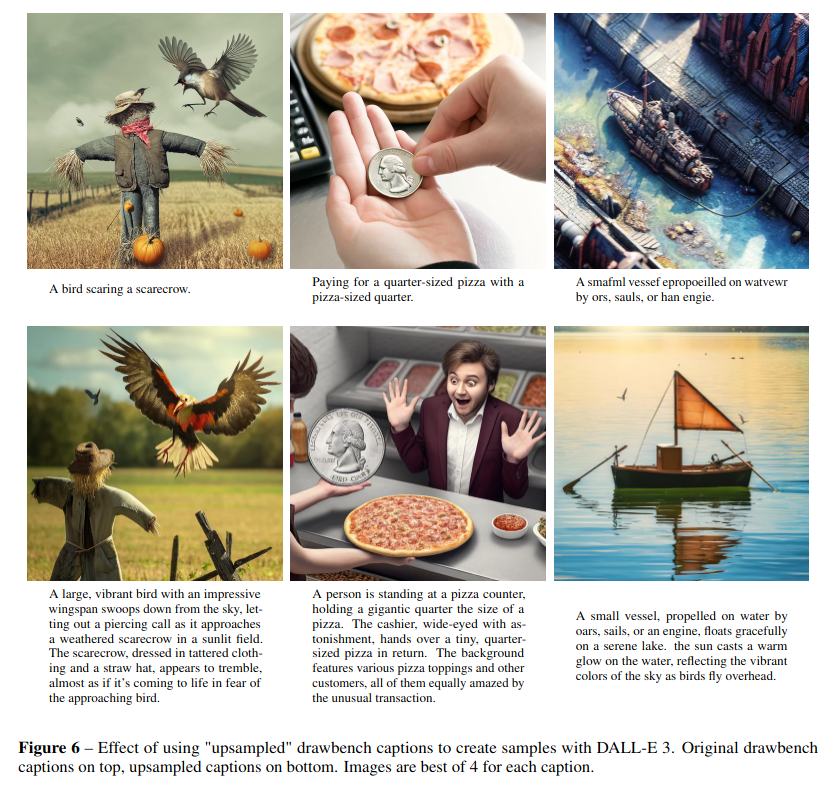 A bird scaring a scarecrow.
Paying for a quarter-sized pizza with a
pizza-sized quarter.
A smafml vessef epropoeilled on watvewr
by ors, sauls, or han engie.
A large, vibrant bird with an impressive
wingspan swoops down from the sky, let-
ting out a piercing call as it approaches
a weathered scarecrow in a sunlit field.
The scarecrow, dressed in tattered cloth-
ing and a straw hat, appears to tremble,
almost as if it's coming to life in fear of
the approaching bird.
A person is standing at a pizza counter,
holding a gigantic quarter the size of a
pizza. The cashier, wide-eyed with as-
tonishment, hands over a tiny, quarter-
sized pizza in return. The background
features various pizza toppings and other
customers, all of them equally amazed by
the unusual transaction.
A small vessel, propelled on water by
oars, sails, or an engine, floats gracefully
on a serene lake. the sun casts a warm
glow on the water, reflecting the vibrant
colors of the sky as birds fly overhead.
Figure 6 – Effect of using "upsampled" drawbench captions to create samples with DALL-E 3. Original drawbench
captions on top, upsampled captions on bottom. Images are best of 4 for each caption.